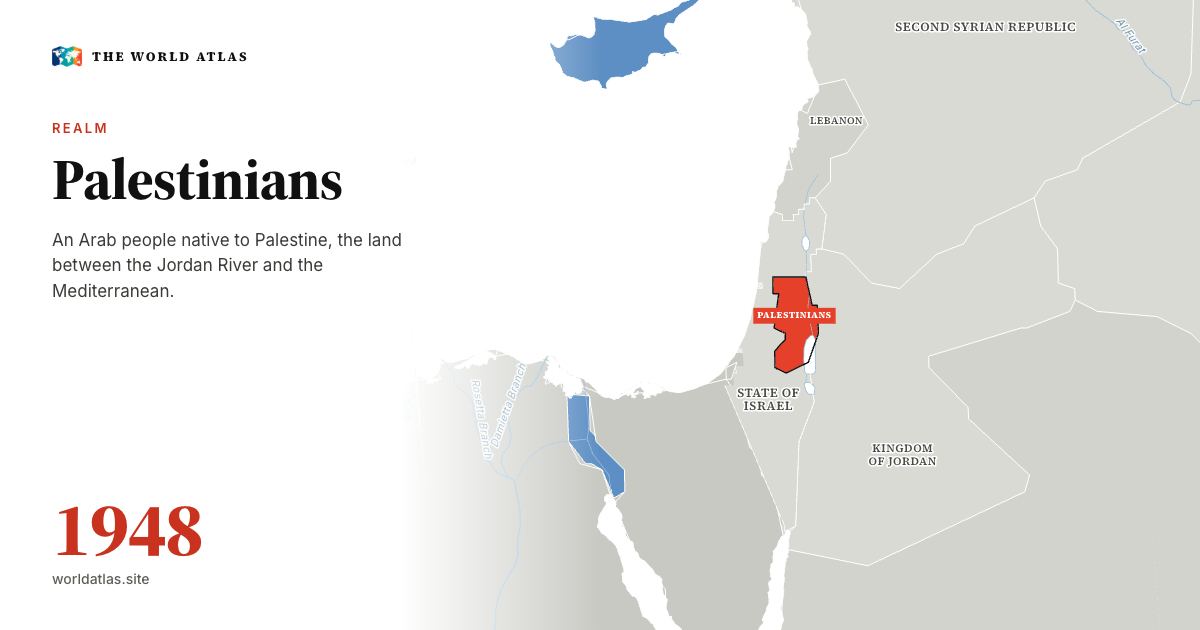 THE WORLD ATLAS
REALM
Palestinians
An Arab people native to Palestine, the land
between the Jordan River and the
Mediterranean.
1948
worldatlas.site
SECOND SYRIAN REPUBLIC
Al Furat
LEBANON
PALESTINIANS
STATE OF
ISRAEL
KINGDOM
OF JORDAN
Rosetta Branch
Damietta Branch